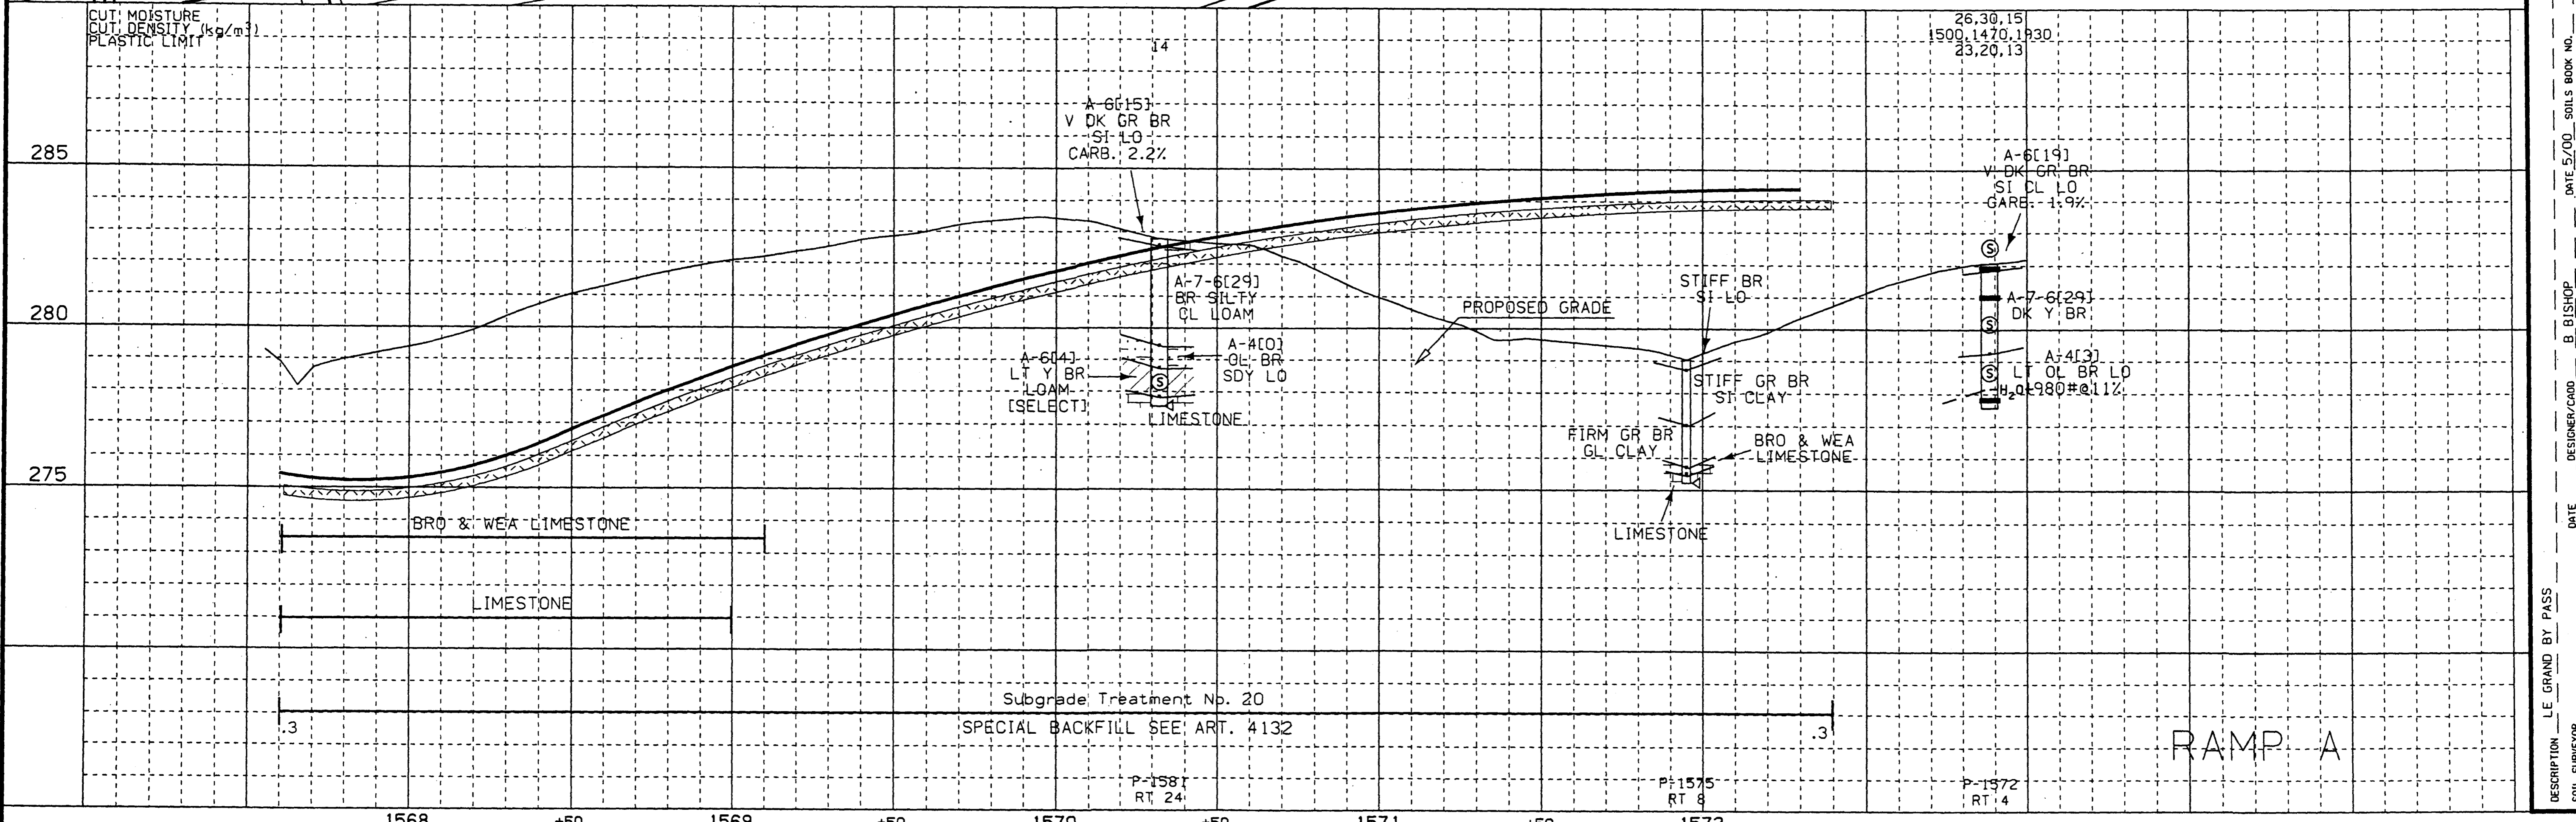 CUT MOISTURE
CUT DENSITY (kg/m³)
PLASTIC LIMIT
14
26,30,15
1500,1470,1930
23,20,13
A-6[15]
V DK GR BR
SI LO
CARB. 2.2%
285
A-6[19]
V DK GR BR
SI CL LO
CARB. 1.9%
A-7-6[29]
BR SILTY
CL LOAM
STIFF BR
SI LO
PROPOSED GRADE
A-7-6[29]
DK Y BR
280
A-4[0]
OL BR
SDY LO
A-6[4]
LT Y BR
LOAM
[SELECT]
LIMESTONE
A-4[3]
LT OL BR LO
H₂O 1980#@11%
STIFF GR BR
SI CLAY
FIRM GR BR
GL CLAY
BRO & WEA
LIMESTONE
275
LIMESTONE
BRO & WEA LIMESTONE
LIMESTONE
Subgrade Treatment No. 20
SPECIAL BACKFILL SEE ART. 4132
.3
.3
RAMP A
P-1581
RT 24
P-1575
RT 8
P-1572
RT 4
1568
+50
1569
+50
1570
+50
1571
+50
1572
DESCRIPTION LE GRAND BY PASS
SOIL SURVEYOR
DATE
DESIGNER/CADD B BISHOP
DATE 5/00 SOILS BOOK NO.